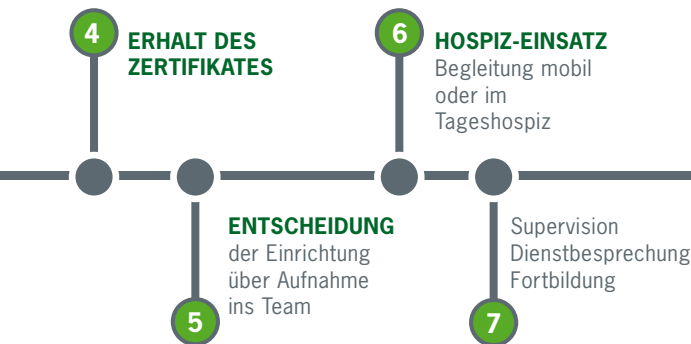 4
ERHALT DES
ZERTIFIKATES
6
HOSPIZ-EINSATZ
Begleitung mobil
oder im
Tageshospiz
ENTSCHEIDUNG
der Einrichtung
über Aufnahme
ins Team
5
Supervision
Dienstbesprechung
Fortbildung
7